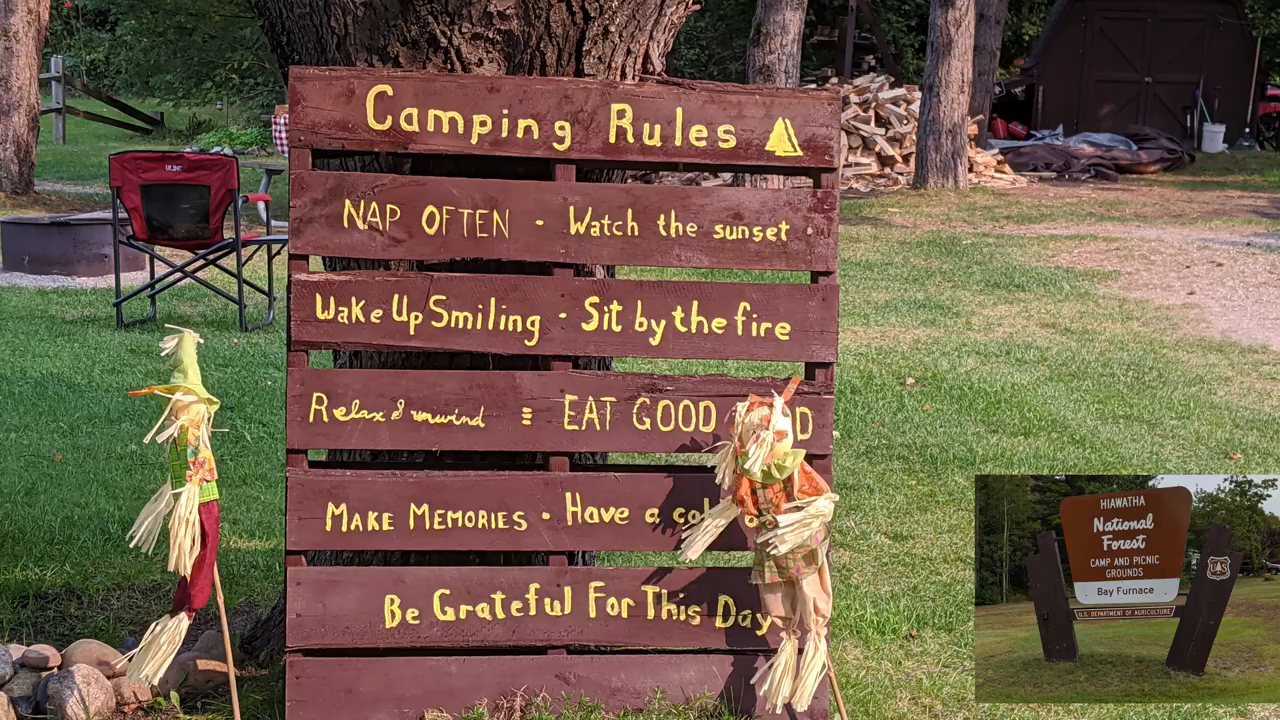 Camping Rules
NAP OFTEN - Watch the sunset
Wake Up Smiling - Sit by the fire
Relax & unwind : EAT GOOD
MAKE MEMORIES - Have a
Be Grateful For This Day
HIAWATHA
National
Forest
CAMP AND PICNIC
GROUNDS
Bay Furnace
U.S. DEPARTMENT OF AGRICULTURE
UAS